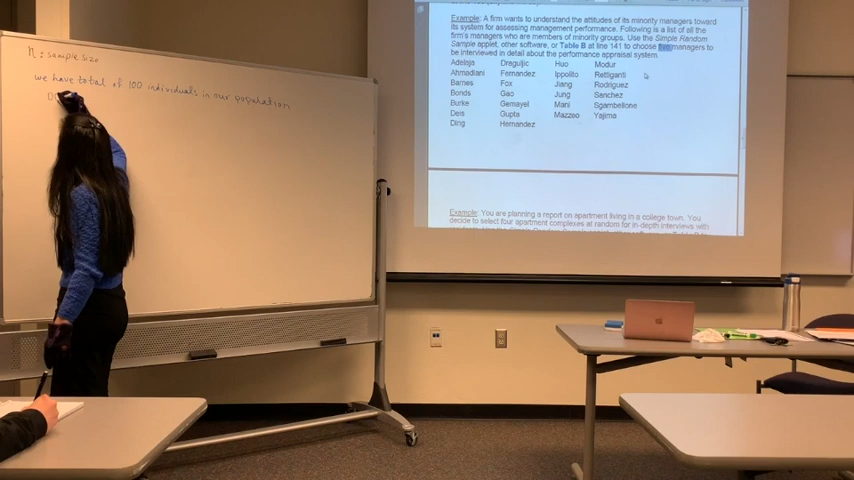 n : sample size
we have total of 100 individuals in our population
Example: A firm wants to understand the attitudes of its minority managers toward
its system for assessing management performance. Following is a list of all the
firm's managers who are members of minority groups. Use the Simple Random
Sample applet, other software, or Table B at line 141 to choose five managers to
be interviewed in detail about the performance appraisal system.
Adelaja Draguljic Huo Modur
Ahmadiani Fernandez Ippolito Rettiganti
Barnes Fox Jiang Rodriguez
Bonds Gao Jung Sanchez
Burke Gemayel Mani Sgambellone
Deis Gupta Mazzeo Yajima
Ding Hernandez
Example: You are planning a report on apartment living in a college town. You
decide to select four apartment complexes at random for in-depth interviews with